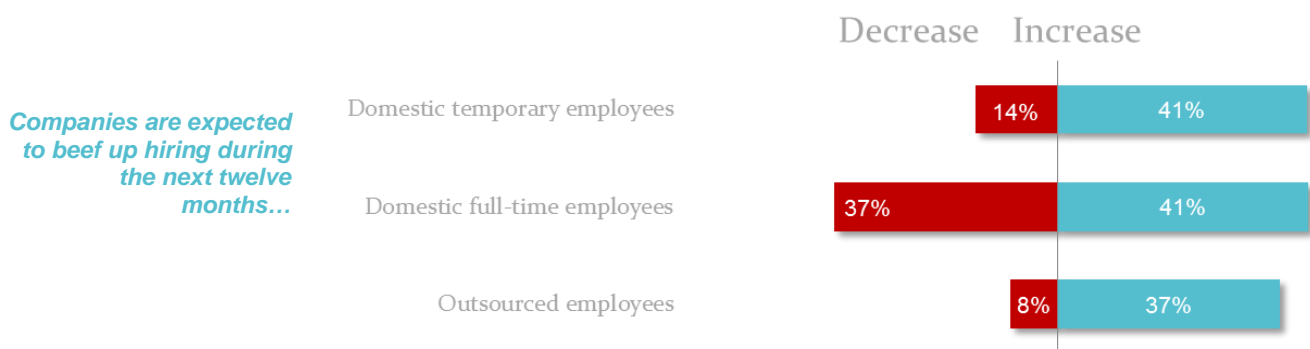 Decrease Increase
Companies are expected
to beef up hiring during
the next twelve
months…
Domestic temporary employees
14% 41%
Domestic full-time employees
37% 41%
Outsourced employees
8% 37%